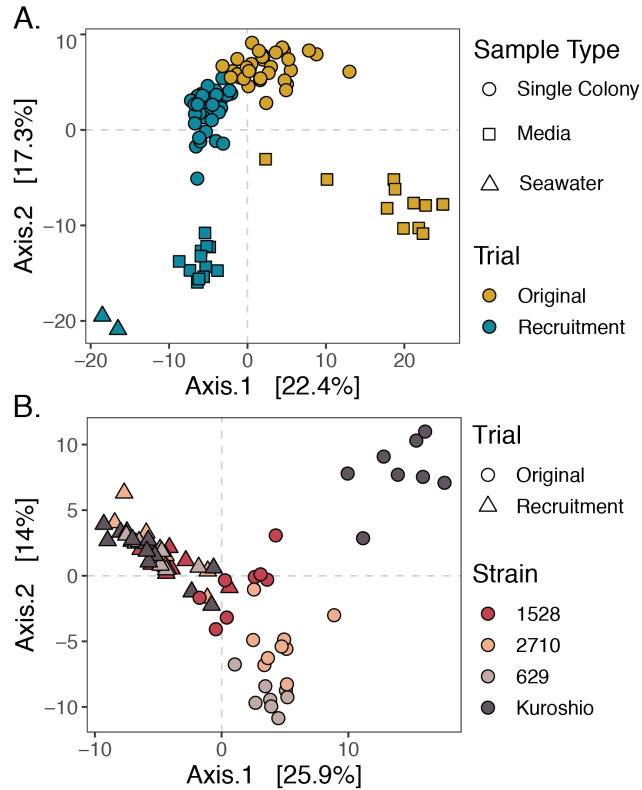 A.
10
0
−10
−20
−20 −10 0 10 20
Axis.2 [17.3%]
Axis.1 [22.4%]
Sample Type
Single Colony
Media
Seawater
Trial
Original
Recruitment
B.
10
5
0
−5
−10
−10 0 10
Axis.2 [14%]
Axis.1 [25.9%]
Trial
Original
Recruitment
Strain
1528
2710
629
Kuroshio